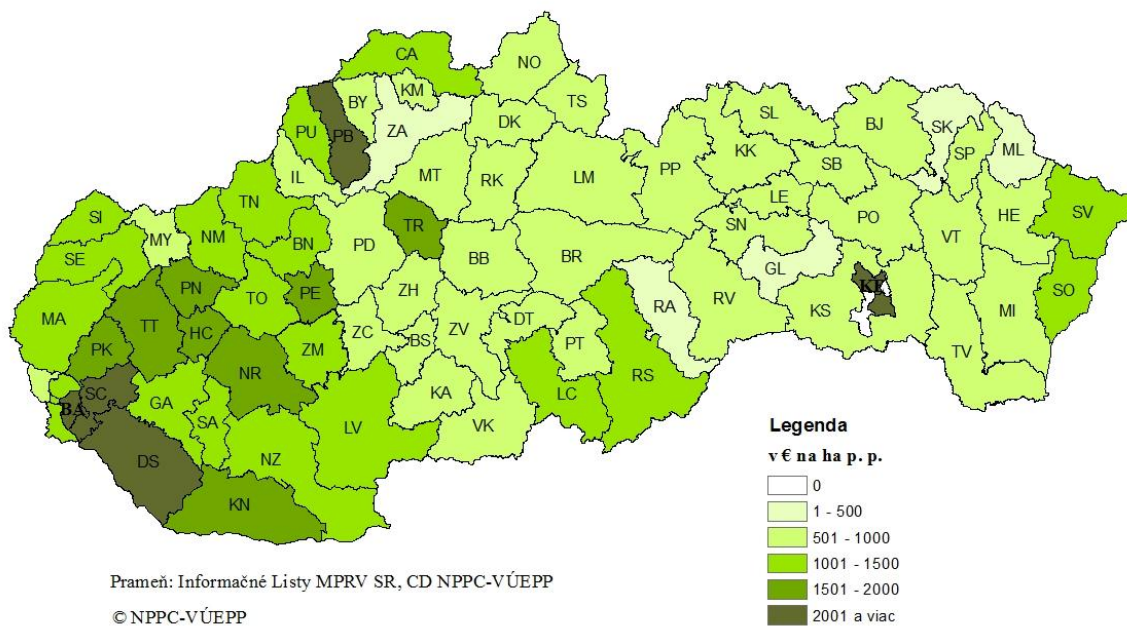 CA
NO
BY
KM
TS
PU
PB
ZA
DK
SL
BJ
SK
SP
ML
IL
MT
RK
LM
PP
KK
SB
LE
HE
SV
SI
MY
NM
TN
BN
PD
TR
BB
BR
SN
PO
VT
SE
PN
TO
PE
ZH
GL
KE
SO
MA
TT
HC
ZM
ZC
BS
ZV
DT
RA
RV
KS
MI
PK
NR
KA
PT
TV
SC
GA
SA
LV
VK
LC
RS
BA
DS
NZ
KN
Legenda
v € na ha p. p.
0
1 - 500
501 - 1000
1001 - 1500
1501 - 2000
2001 a viac
Prameň: Informačné Listy MPRV SR, CD NPPC-VÚEPP
© NPPC-VÚEPP